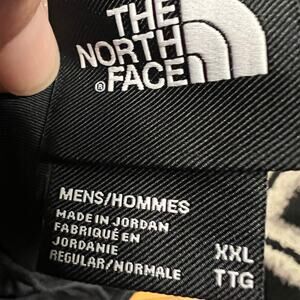 THE
NORTH
®FACE
MENS/HOMMES
MADE IN JORDAN
FABRIQUÉ EN
JORDANIE
REGULAR/NORMALE
XXL
TTG